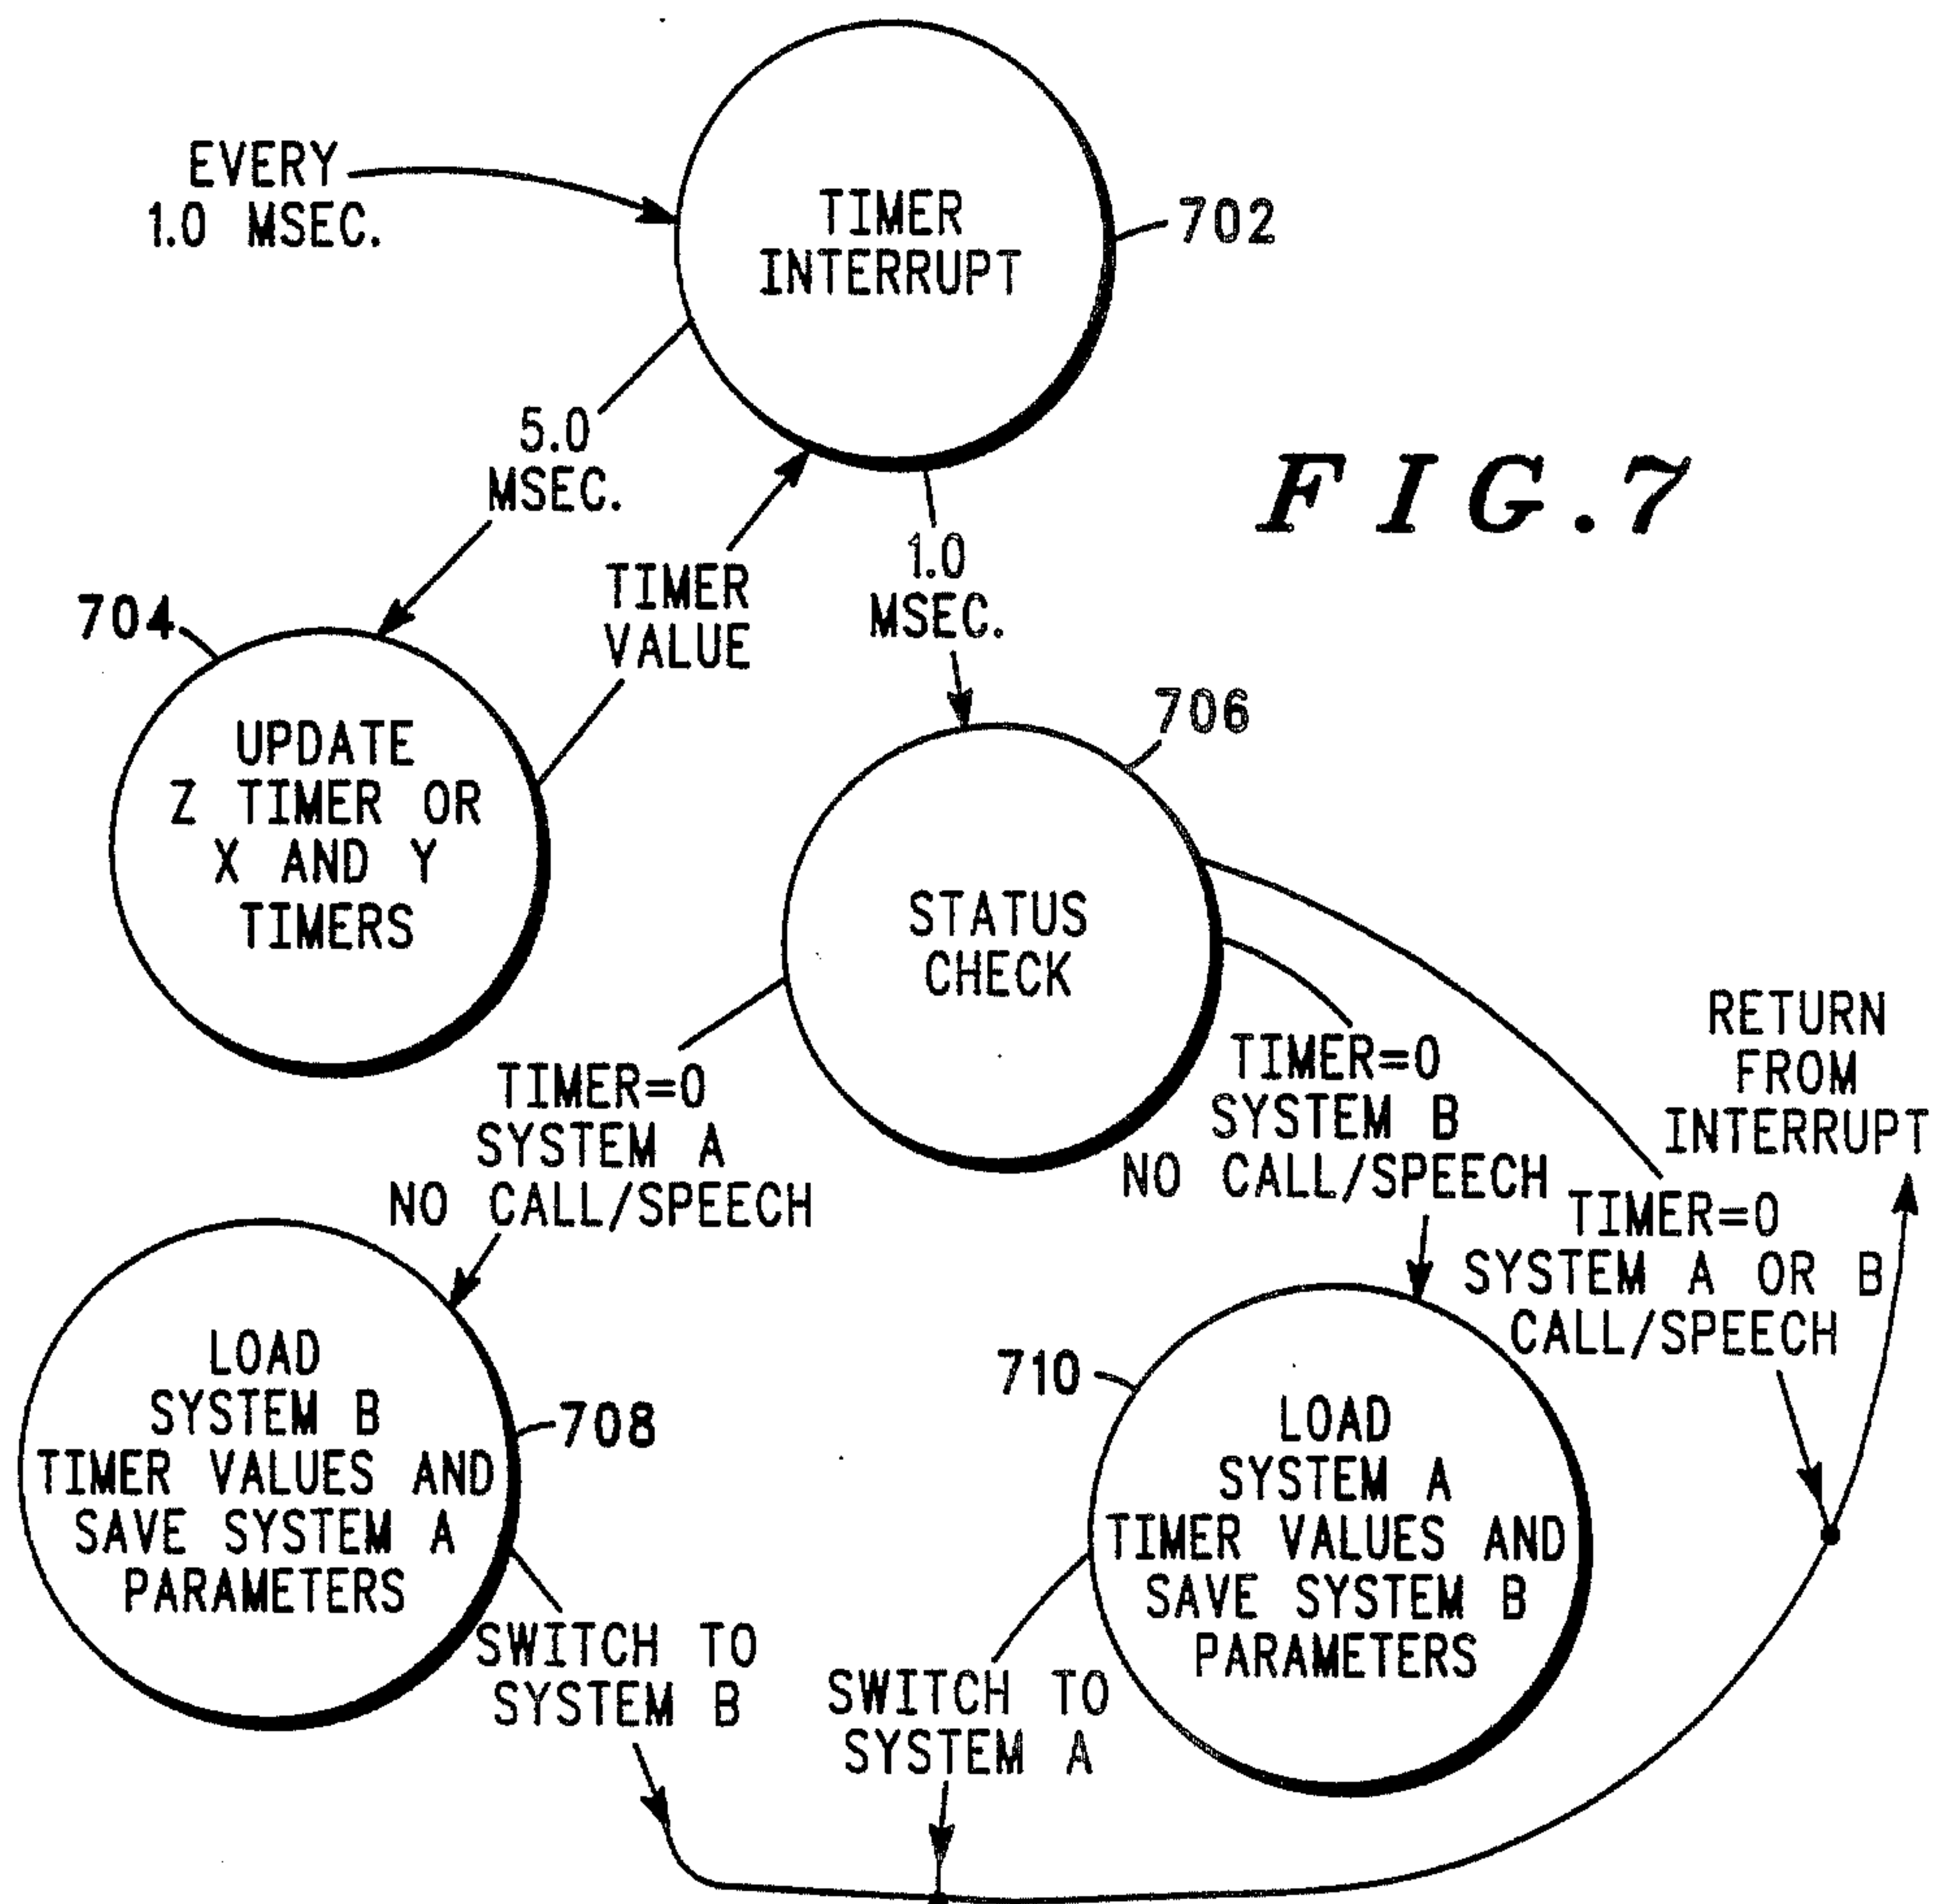 EVERY
1.0 MSEC.
TIMER
INTERRUPT
702
5.0
MSEC.
FIG.7
TIMER
VALUE
1.0
MSEC.
704
UPDATE
Z TIMER OR
X AND Y
TIMERS
706
STATUS
CHECK
RETURN
FROM
INTERRUPT
TIMER=0
SYSTEM A
NO CALL/SPEECH
TIMER=0
SYSTEM B
NO CALL/SPEECH
TIMER=0
SYSTEM A OR B
CALL/SPEECH
LOAD
SYSTEM B
TIMER VALUES AND
SAVE SYSTEM A
PARAMETERS
708
710
LOAD
SYSTEM A
TIMER VALUES AND
SAVE SYSTEM B
PARAMETERS
SWITCH TO
SYSTEM B
SWITCH TO
SYSTEM A